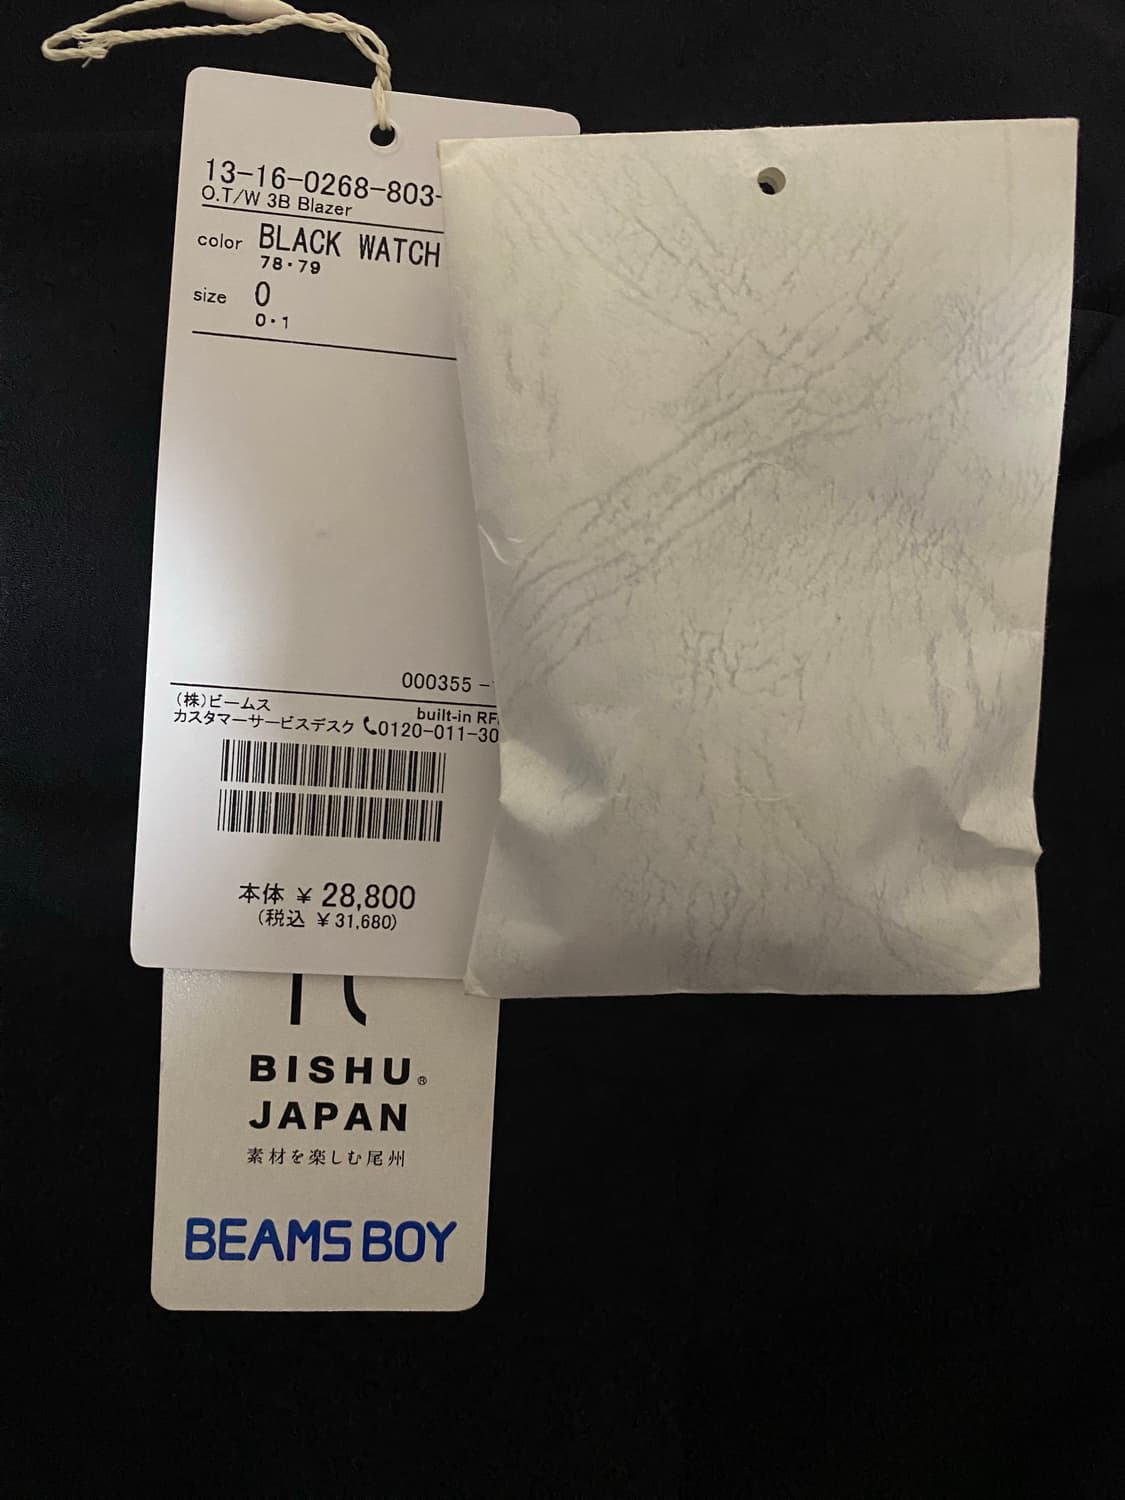 13-16-0268-803-
O.T/W 3B Blazer
color BLACK WATCH
78・79
size 0
0・1
000355 -
(株)ビームス built-in RF
カスタマーサービスデスク 0120-011-30
本体 ¥ 28,800
(税込 ¥31,680)
BISHU®
JAPAN
素材を楽しむ尾州
BEAMS BOY